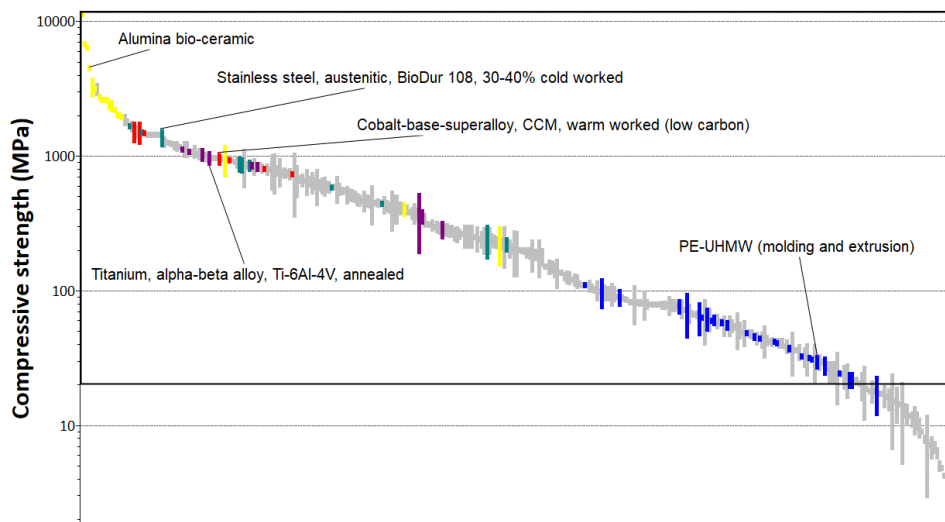 10000
Alumina bio-ceramic
Stainless steel, austenitic, BioDur 108, 30-40% cold worked
Cobalt-base-superalloy, CCM, warm worked (low carbon)
1000
Compressive strength (MPa)
Titanium, alpha-beta alloy, Ti-6Al-4V, annealed
PE-UHMW (molding and extrusion)
100
10